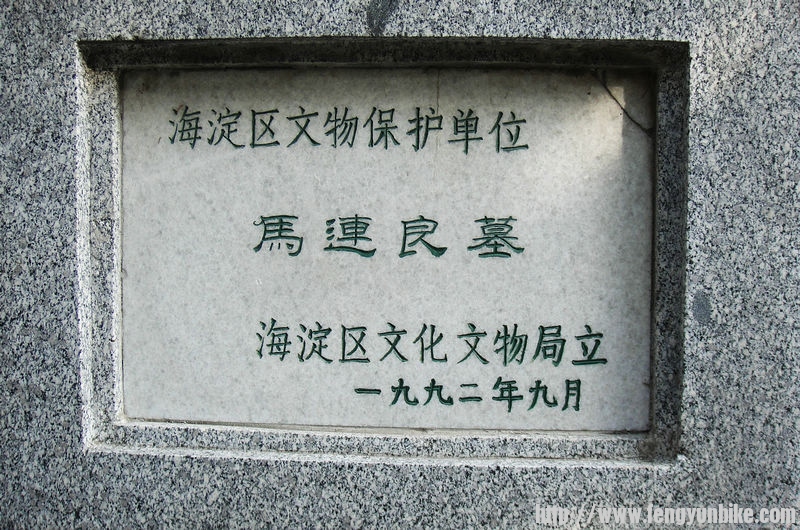 海淀区文物保护单位
馬連良墓
海淀区文化文物局立
一九九二年九月
http://www.fengyunbike.com